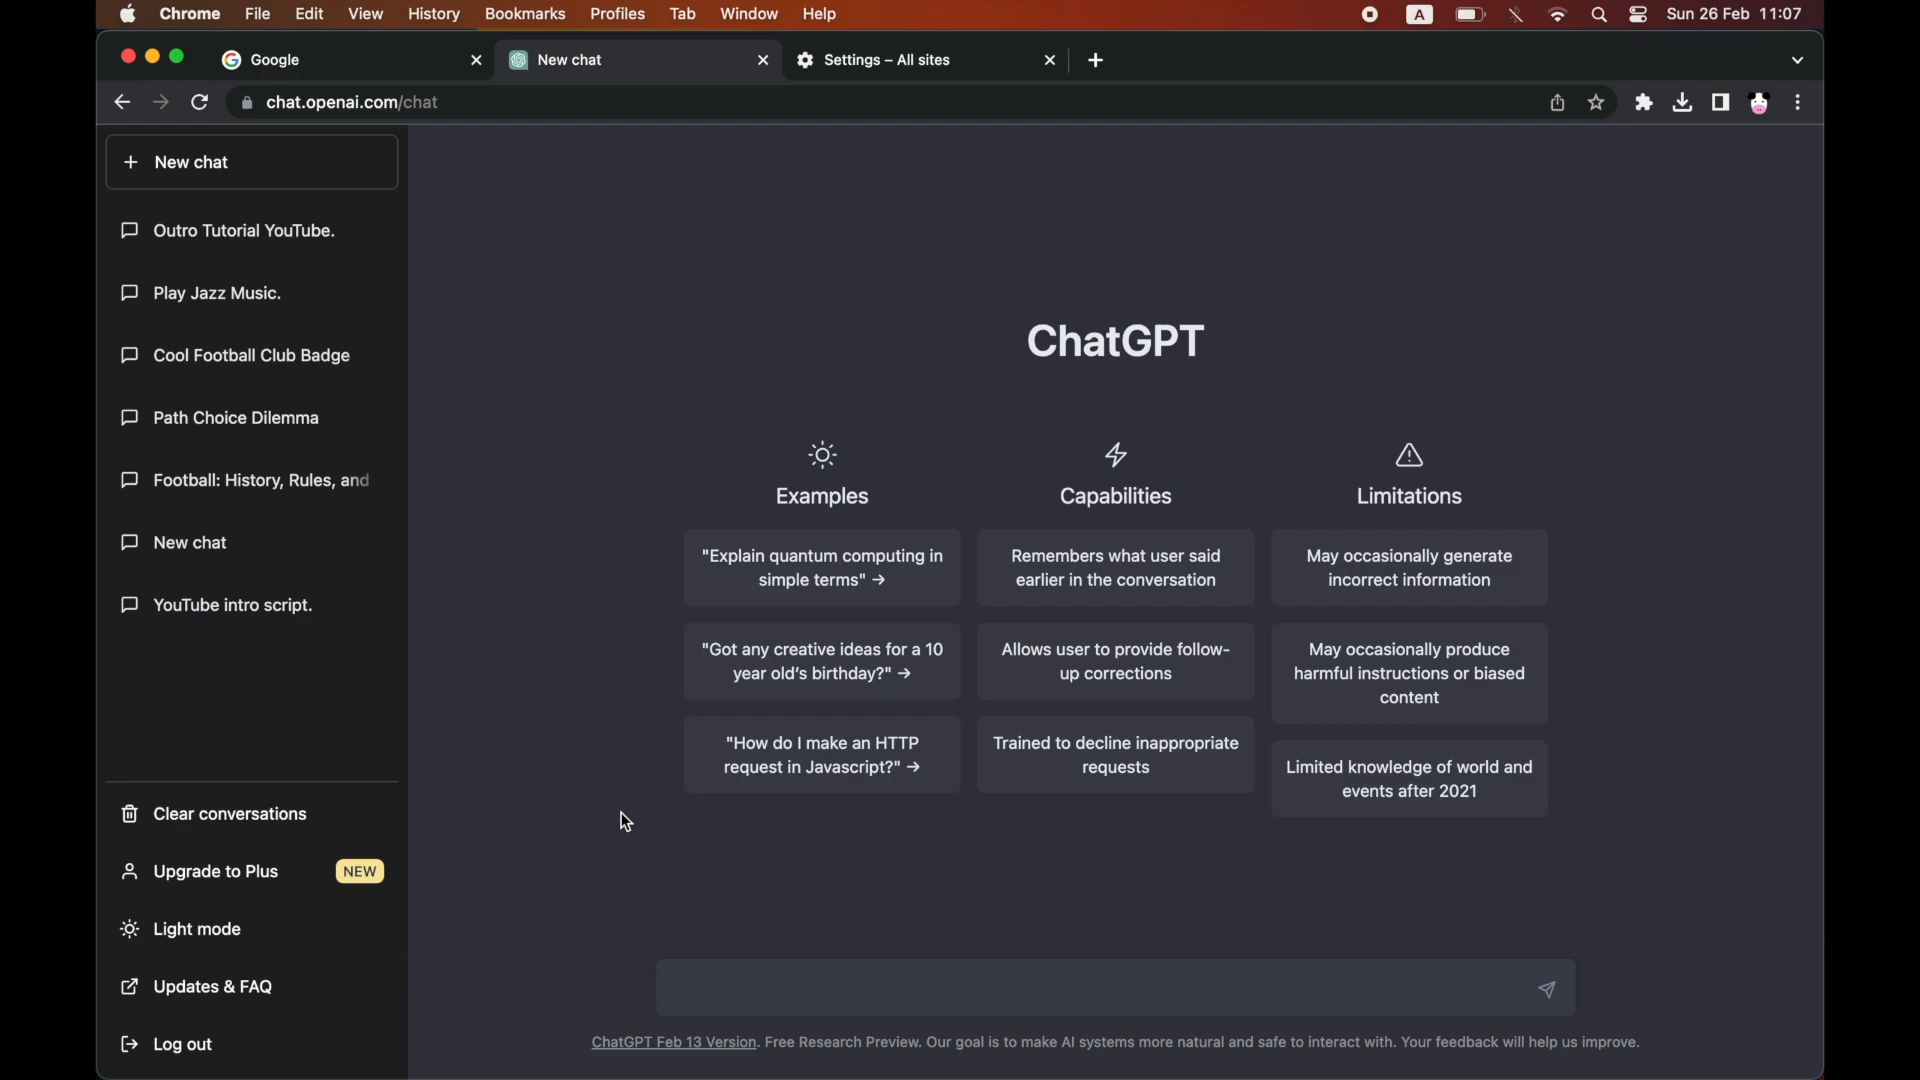 Chrome File Edit View History Bookmarks Profiles Tab Window Help A Sun 26 Feb 11:07
Google New chat Settings – All sites
chat.openai.com/chat
New chat
Outro Tutorial YouTube.
Play Jazz Music.
Cool Football Club Badge
Path Choice Dilemma
Football: History, Rules, and
New chat
YouTube intro script.
Clear conversations
Upgrade to Plus NEW
Light mode
Updates & FAQ
Log out
ChatGPT
Examples
"Explain quantum computing in
simple terms" →
"Got any creative ideas for a 10
year old's birthday?" →
"How do I make an HTTP
request in Javascript?" →
Capabilities
Remembers what user said
earlier in the conversation
Allows user to provide follow-
up corrections
Trained to decline inappropriate
requests
Limitations
May occasionally generate
incorrect information
May occasionally produce
harmful instructions or biased
content
Limited knowledge of world and
events after 2021
ChatGPT Feb 13 Version. Free Research Preview. Our goal is to make AI systems more natural and safe to interact with. Your feedback will help us improve.